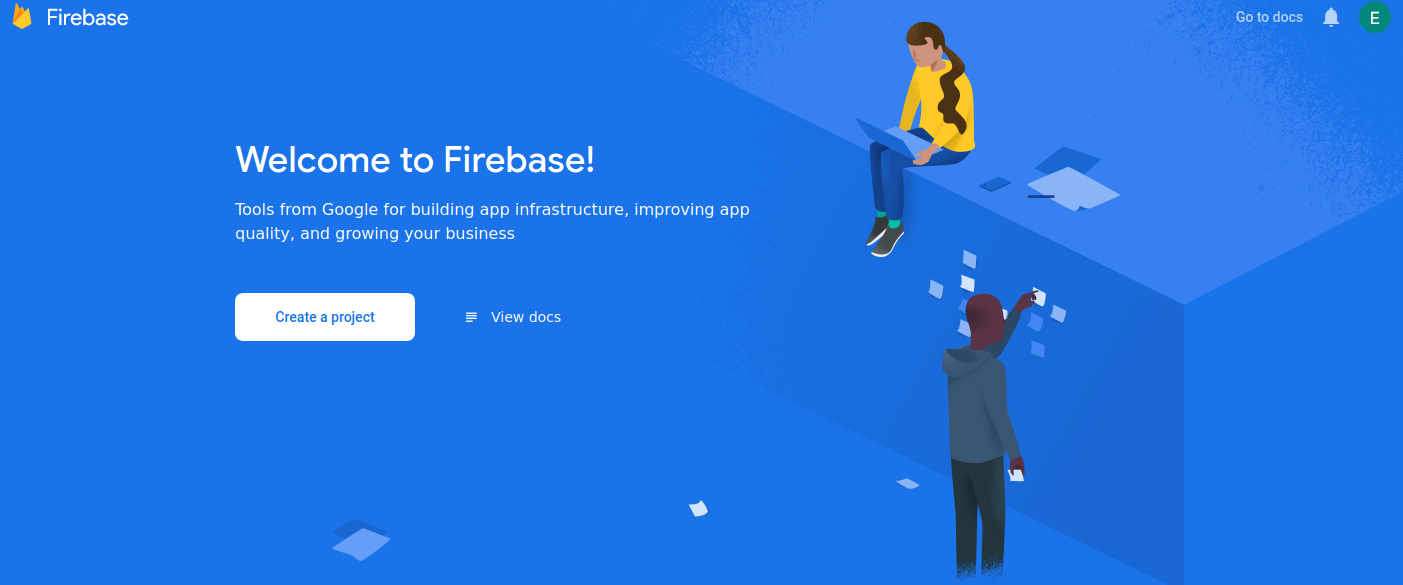 Firebase
Go to docs
E
Welcome to Firebase!
Tools from Google for building app infrastructure, improving app
quality, and growing your business
Create a project
View docs